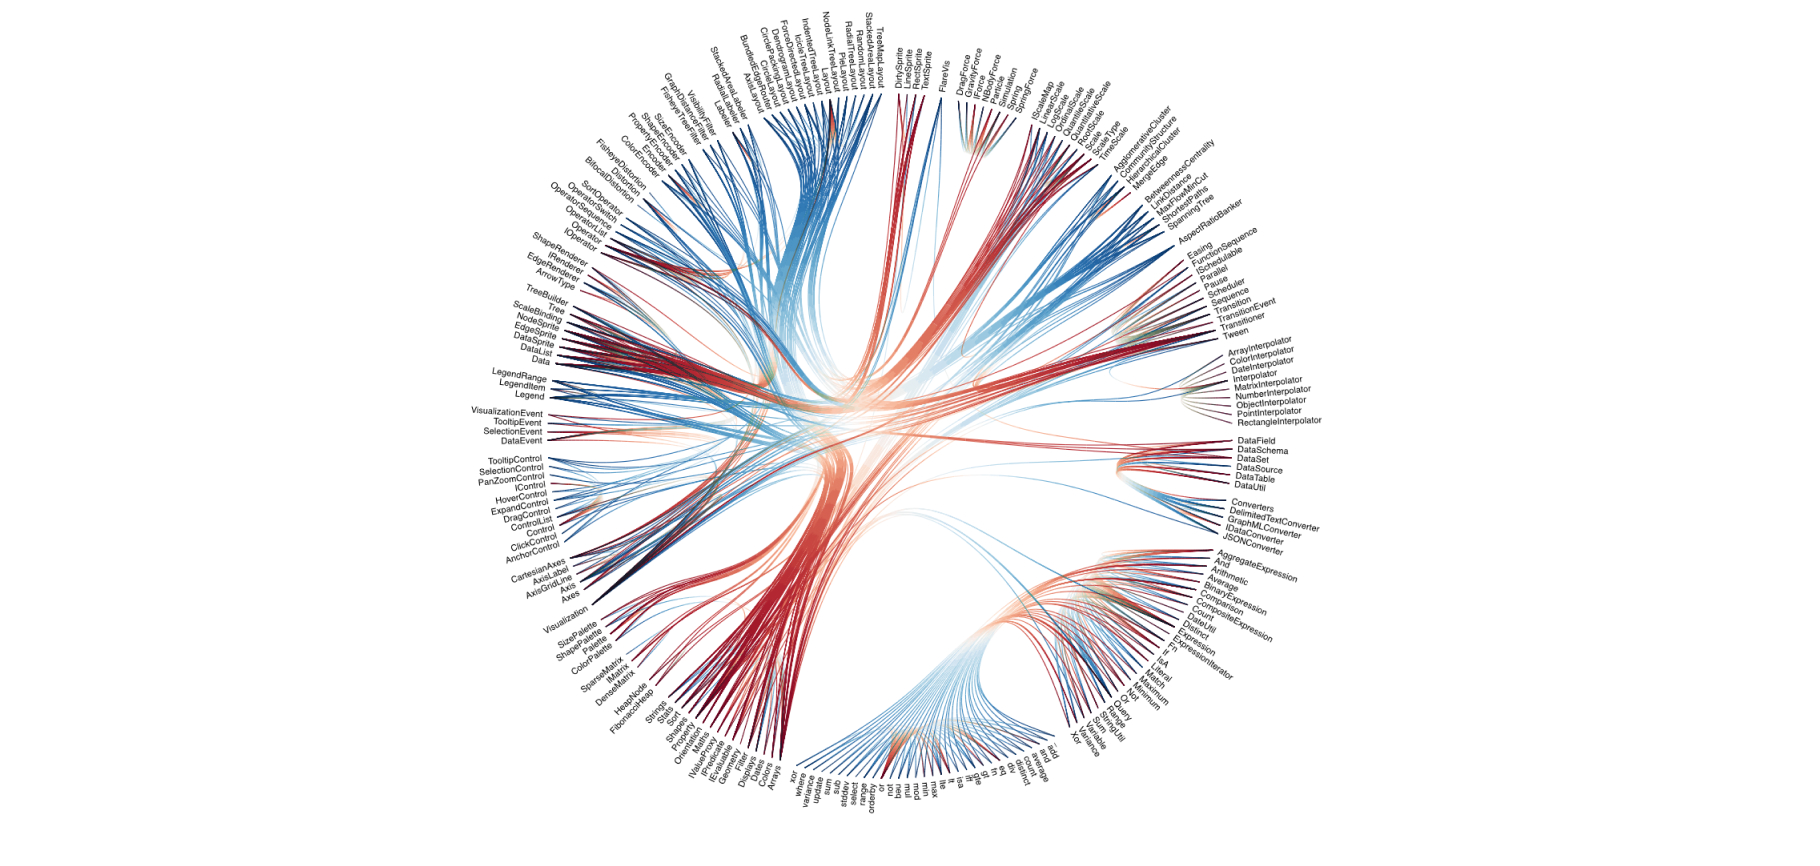 FlareVis
DragForce
GravityForce
IForce
NBodyForce
Particle
Simulation
Spring
SpringForce
IScaleMap
LinearScale
LogScale
OrdinalScale
QuantileScale
QuantitativeScale
RootScale
Scale
ScaleType
TimeScale
AgglomerativeCluster
CommunityStructure
HierarchicalCluster
MergeEdge
BetweennessCentrality
LinkDistance
MaxFlowMinCut
ShortestPaths
SpanningTree
AspectRatioBanker
Easing
FunctionSequence
ISchedulable
Parallel
Pause
Scheduler
Sequence
Transition
TransitionEvent
Transitioner
Tween
ArrayInterpolator
ColorInterpolator
DateInterpolator
Interpolator
MatrixInterpolator
NumberInterpolator
ObjectInterpolator
PointInterpolator
RectangleInterpolator
DataField
DataSchema
DataSet
DataSource
DataTable
DataUtil
Converters
DelimitedTextConverter
GraphMLConverter
IDataConverter
JSONConverter
AggregateExpression
And
Arithmetic
Average
BinaryExpression
Comparison
CompositeExpression
Count
DateUtil
Distinct
Expression
ExpressionIterator
Fn
If
IsA
Literal
Match
Maximum
Minimum
Not
Or
Query
Range
StringUtil
Sum
Variable
Variance
Xor
add
and
average
count
distinct
div
eq
fn
gt
gte
iff
isa
lt
lte
max
min
mod
mul
neq
not
or
orderby
range
select
stddev
sub
sum
update
variance
where
xor
Arrays
Colors
Dates
Displays
Filter
Geometry
IEvaluable
IPredicate
IValueProxy
Maths
Orientation
Property
Shapes
Sort
Stats
Strings
FibonacciHeap
HeapNode
DenseMatrix
IMatrix
SparseMatrix
ColorPalette
Palette
ShapePalette
SizePalette
Visualization
Axes
Axis
AxisGridLine
AxisLabel
CartesianAxes
AnchorControl
ClickControl
Control
ControlList
DragControl
ExpandControl
HoverControl
IControl
PanZoomControl
SelectionControl
TooltipControl
DataEvent
SelectionEvent
TooltipEvent
VisualizationEvent
Legend
LegendItem
LegendRange
Data
DataList
DataSprite
EdgeSprite
NodeSprite
ScaleBinding
Tree
TreeBuilder
ArrowType
EdgeRenderer
IRenderer
ShapeRenderer
IOperator
Operator
OperatorList
OperatorSequence
OperatorSwitch
SortOperator
BifocalDistortion
Distortion
FisheyeDistortion
ColorEncoder
Encoder
PropertyEncoder
ShapeEncoder
SizeEncoder
FisheyeTreeFilter
GraphDistanceFilter
VisibilityFilter
Labeler
RadialLabeler
StackedAreaLabeler
AxisLayout
BundledEdgeRouter
CircleLayout
CirclePackingLayout
DendrogramLayout
ForceDirectedLayout
IcicleTreeLayout
IndentedTreeLayout
Layout
NodeLinkTreeLayout
PieLayout
RadialTreeLayout
RandomLayout
StackedAreaLayout
TreeMapLayout
DirtySprite
LineSprite
RectSprite
TextSprite